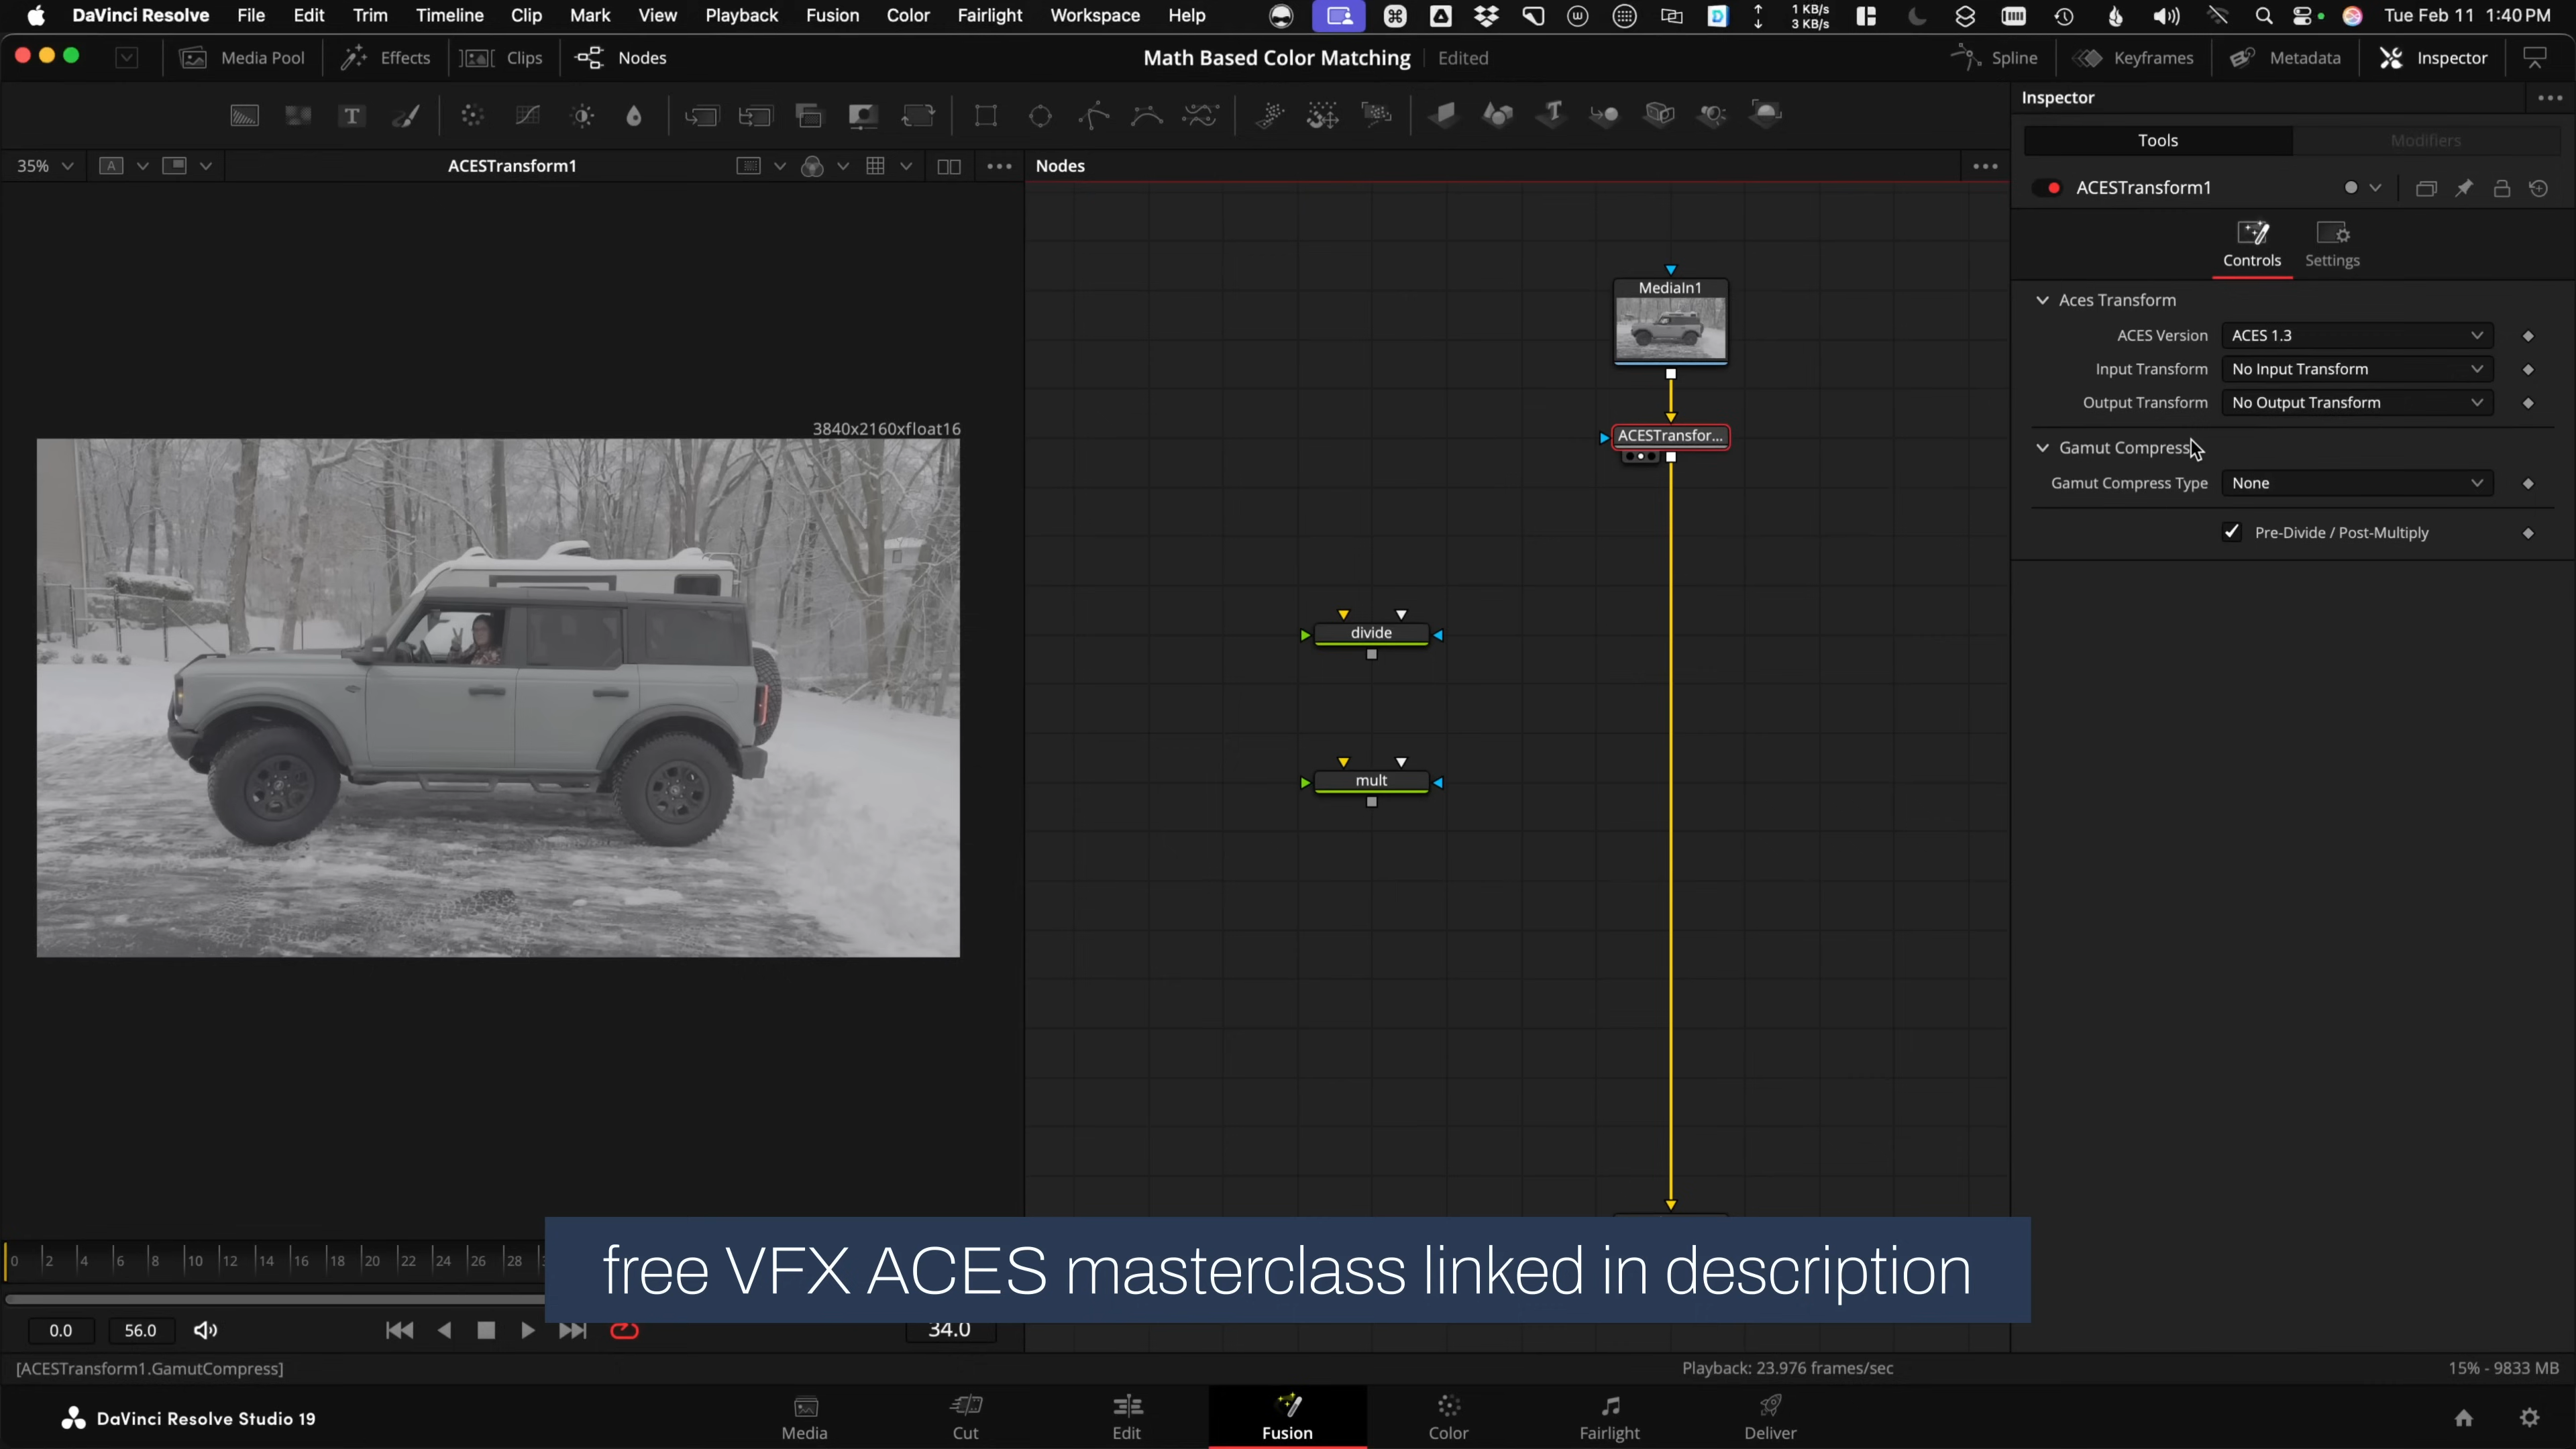 DaVinci Resolve File Edit Trim Timeline Clip Mark View Playback Fusion Color Fairlight Workspace Help 1 KB/s 3 KB/s Tue Feb 11 1:40 PM
Media Pool Effects Clips Nodes Math Based Color Matching Edited Spline Keyframes Metadata Inspector
Inspector
Tools Modifiers
35% A ACESTransform1 Nodes
ACESTransform1
Controls Settings
MediaIn1
Aces Transform
ACES Version ACES 1.3
Input Transform No Input Transform
Output Transform No Output Transform
3840x2160xfloat16
ACESTransfor...
Gamut Compress
Gamut Compress Type None
Pre-Divide / Post-Multiply
divide
mult
0 2 4 6 8 10 12 14 16 18 20 22 24 26 28
free VFX ACES masterclass linked in description
0.0 56.0 34.0
[ACESTransform1.GamutCompress] Playback: 23.976 frames/sec 15% - 9833 MB
DaVinci Resolve Studio 19 Media Cut Edit Fusion Color Fairlight Deliver